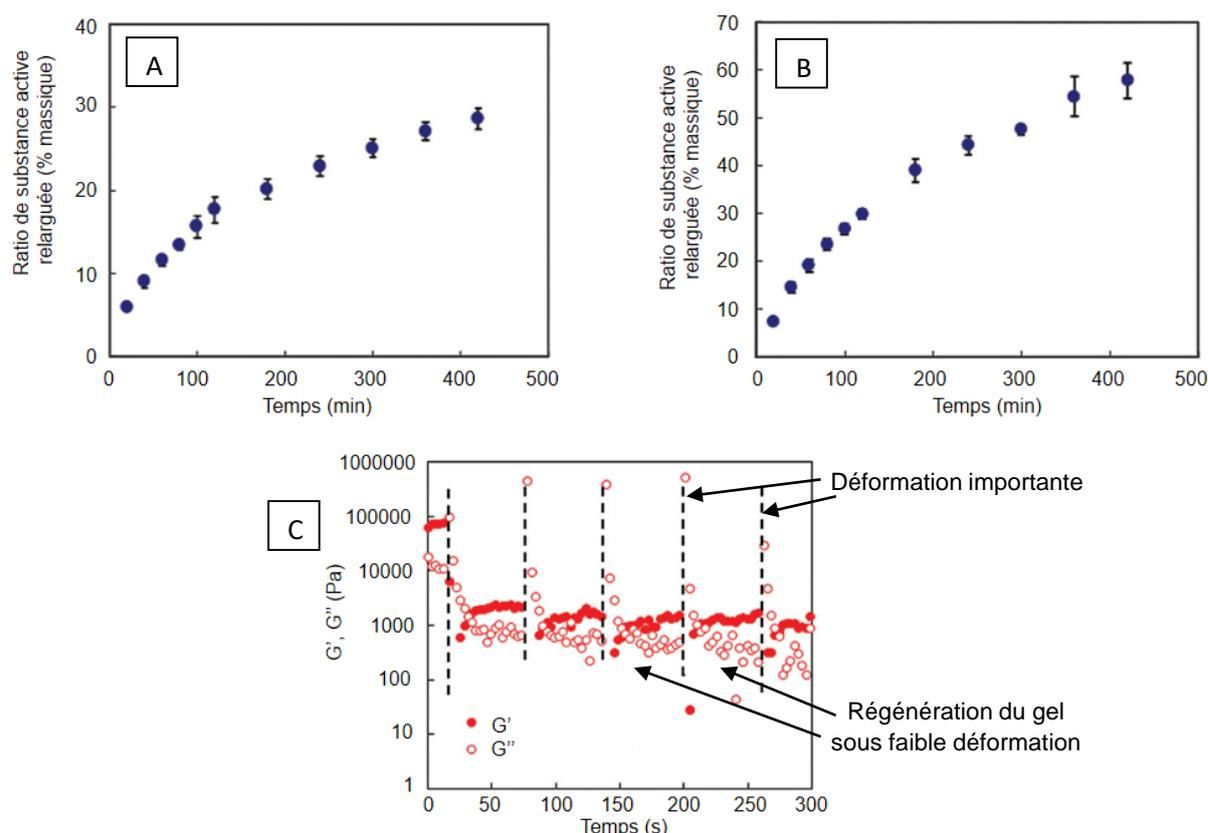 A
Ratio de substance active
relarguée (% massique)
40
30
20
10
0
0 100 200 300 400 500
Temps (min)
B
Ratio de substance active
relarguée (% massique)
70
60
50
40
30
20
10
0
0 100 200 300 400 500
Temps (min)
C
G’, G’’ (Pa)
1000000
100000
10000
1000
100
10
1
G’
G’’
0 50 100 150 200 250 300
Temps (s)
Déformation importante
Régénération du gel
sous faible déformation